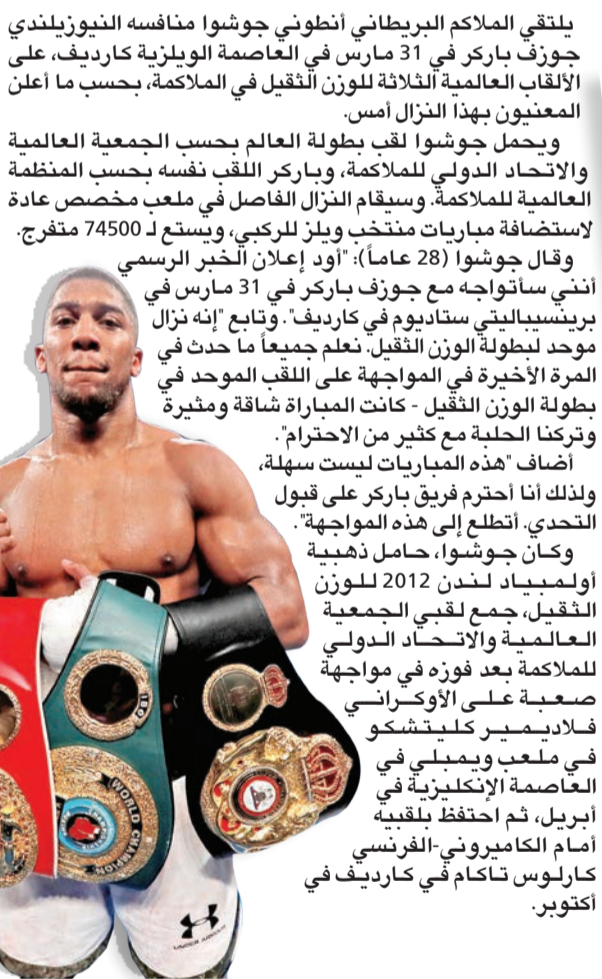 يلتقي الملاكم البريطاني أنطوني جوشوا منافسه النيوزيلندي
جوزف باركر في 31 مارس في العاصمة الويلزية كارديف، على
الألقاب العالمية الثلاثة للوزن الثقيل في الملاكمة، بحسب ما أعلن
المعنيون بهذا النزال أمس.
ويحمل جوشوا لقب بطولة العالم بحسب الجمعية العالمية
والاتحاد الدولي للملاكمة، وباركر اللقب نفسه بحسب المنظمة
العالمية للملاكمة. وسيقام النزال الفاصل في ملعب مخصص عادة
لاستضافة مباريات منتخب ويلز للركبي، ويستع لـ 74500 متفرج.
وقال جوشوا (28 عاماً): "أود إعلان الخبر الرسمي
أنني سأتواجه مع جوزف باركر في 31 مارس في
برينسيباليتي ستاديوم في كارديف". وتابع "إنه نزال
موحد لبطولة الوزن الثقيل. نعلم جميعاً ما حدث في
المرة الأخيرة في المواجهة على اللقب الموحد في
بطولة الوزن الثقيل - كانت المباراة شاقة ومثيرة
وتركنا الحلبة مع كثير من الاحترام".
أضاف "هذه المباريات ليست سهلة،
ولذلك أنا أحترم فريق باركر على قبول
التحدي. أتطلع إلى هذه المواجهة".
وكان جوشوا، حامل ذهبية
أولمبياد لندن 2012 للوزن
الثقيل، جمع لقبي الجمعية
العالمية والاتحاد الدولي
للملاكمة بعد فوزه في مواجهة
صعبة على الأوكراني
فلاديمير كليتشكو
في ملعب ويمبلي في
العاصمة الإنكليزية في
أبريل، ثم احتفظ بلقبيه
أمام الكاميروني-الفرنسي
كارلوس تاكام في كارديف في
أكتوبر.
IBO
WORLD CHAMPION
UNDER ARMOUR